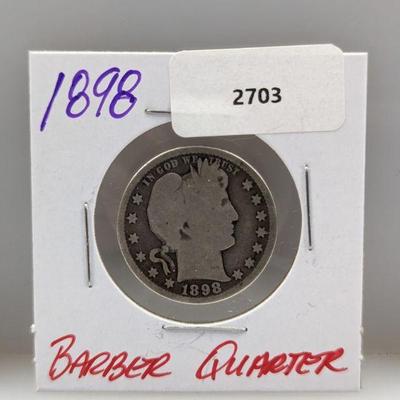 1898
2703
IN GOD WE TRUST
1898
BARBER QUARTER